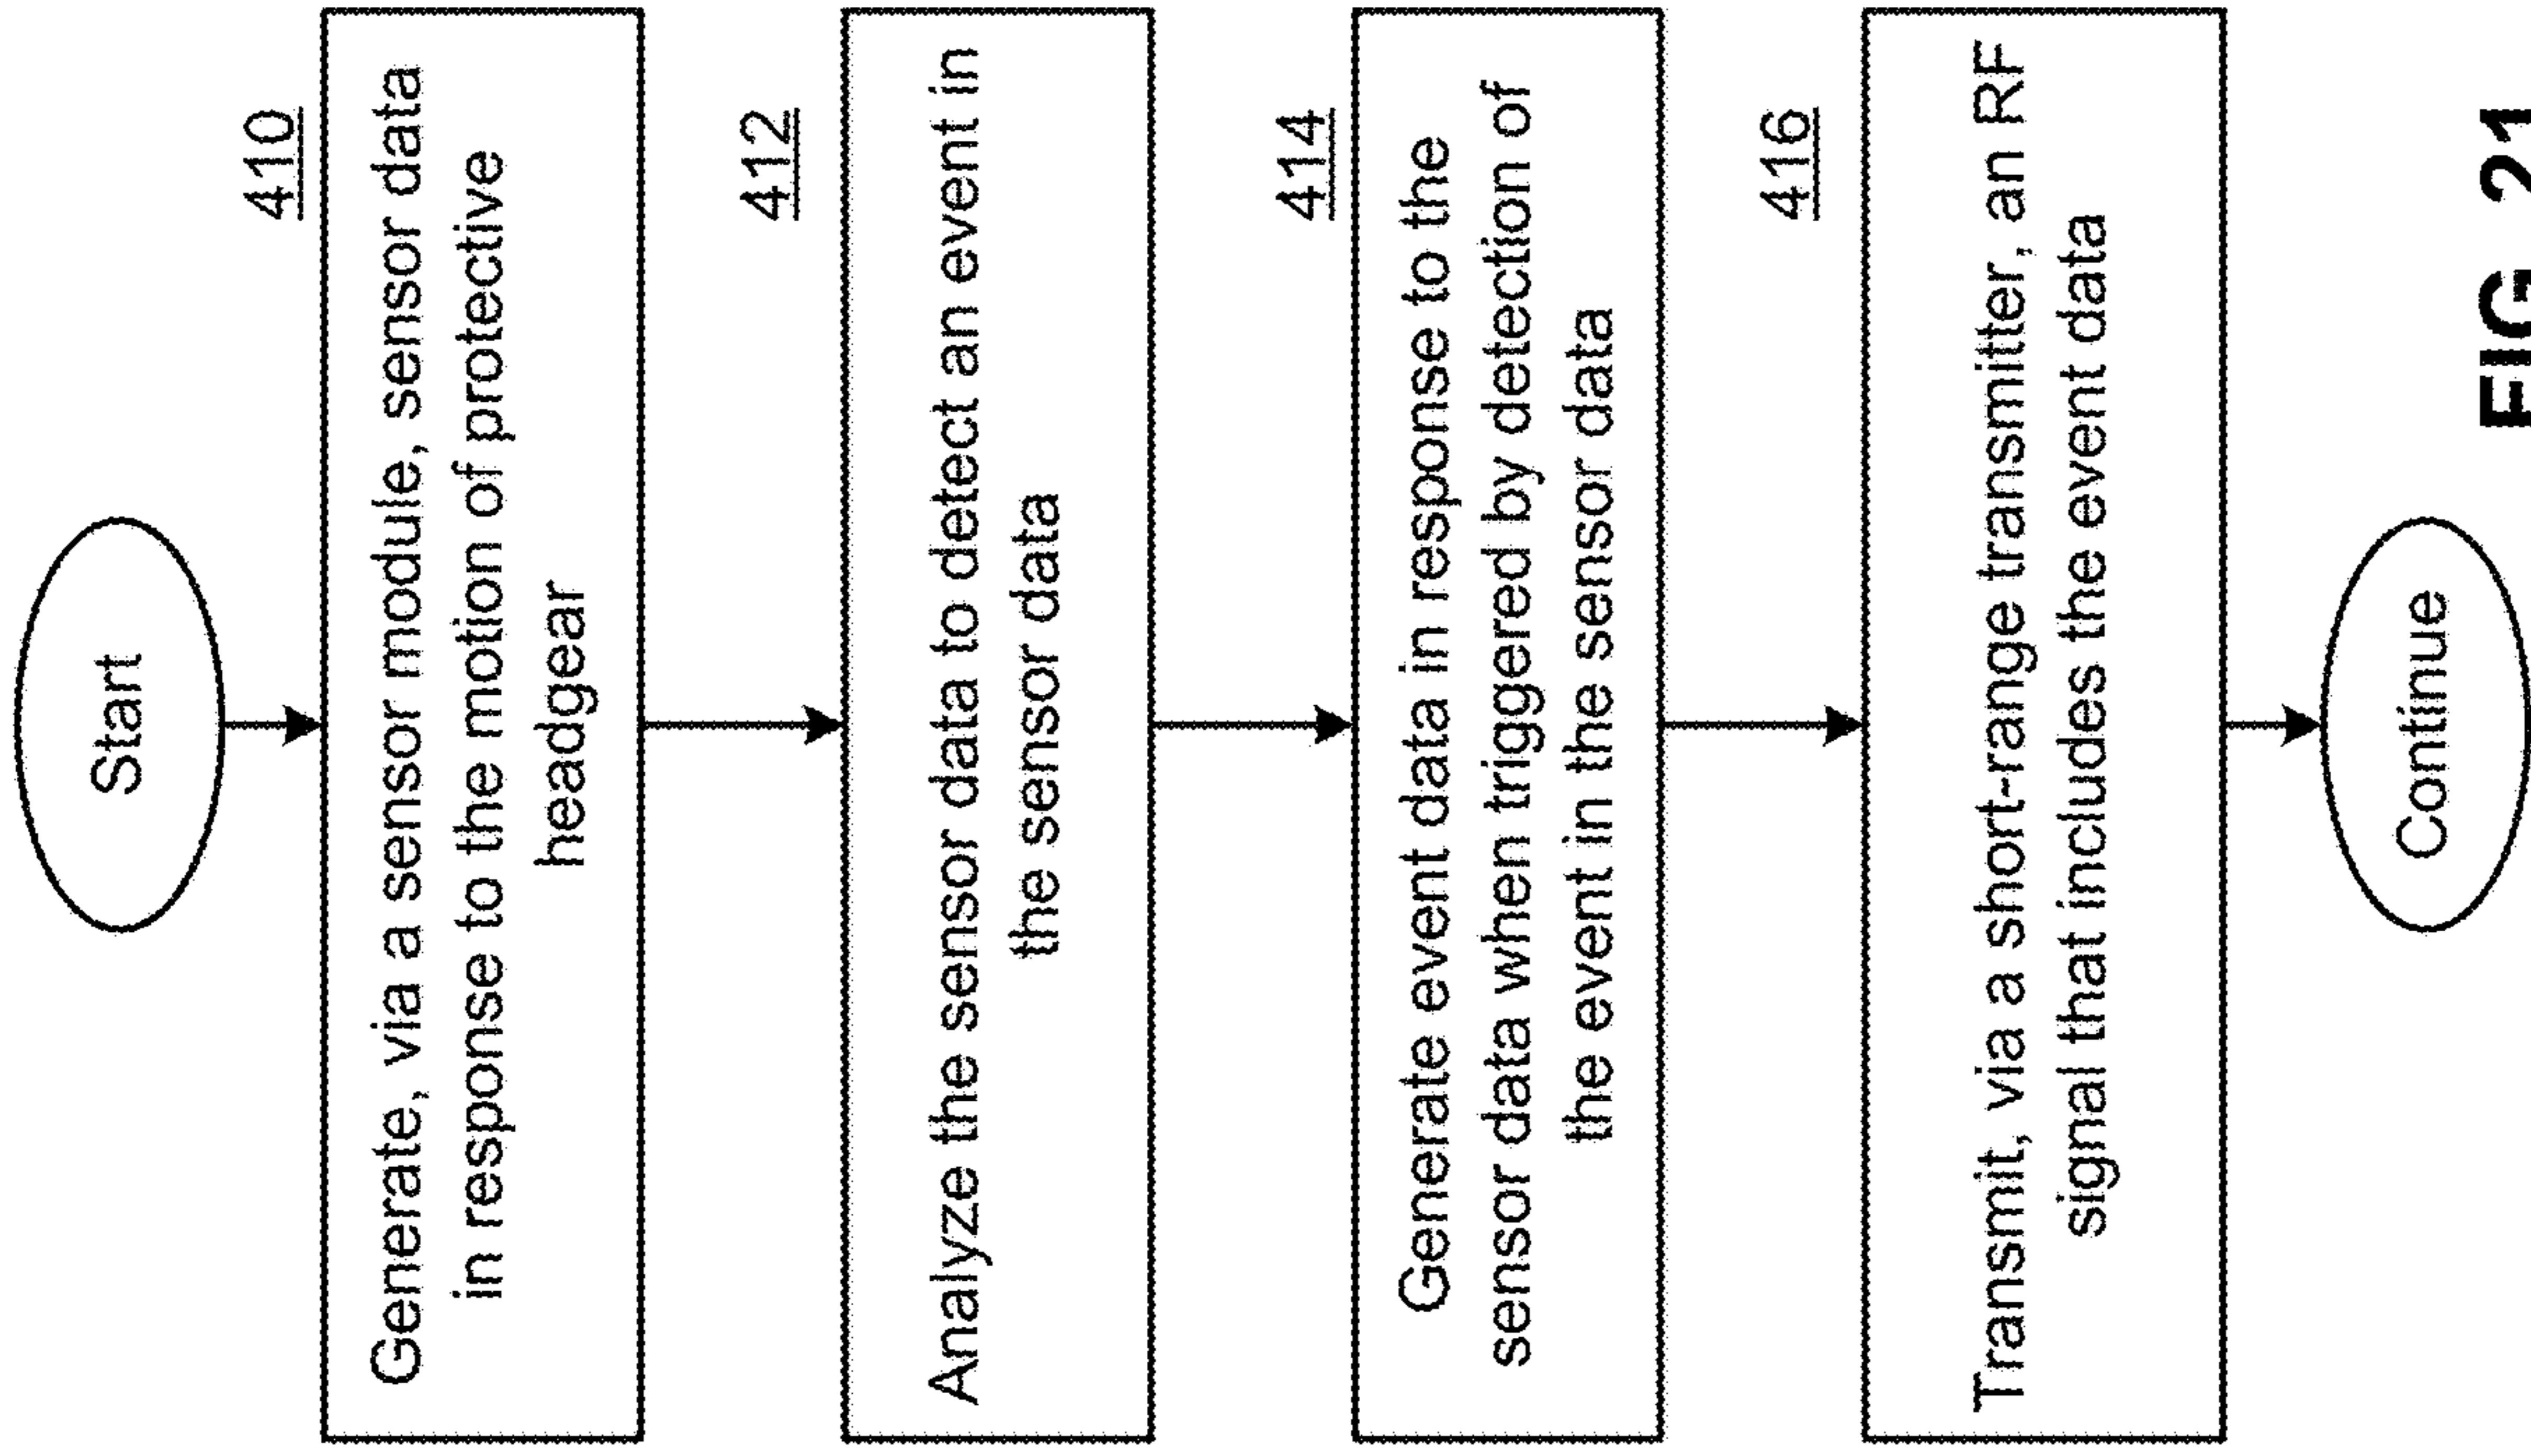 Start
410
Generate, via a sensor module, sensor data
in response to the motion of protective
headgear
412
Analyze the sensor data to detect an event in
the sensor data
414
Generate event data in response to the
sensor data when triggered by detection of
the event in the sensor data
416
Transmit, via a short-range transmitter, an RF
signal that includes the event data
Continue
FIG 21